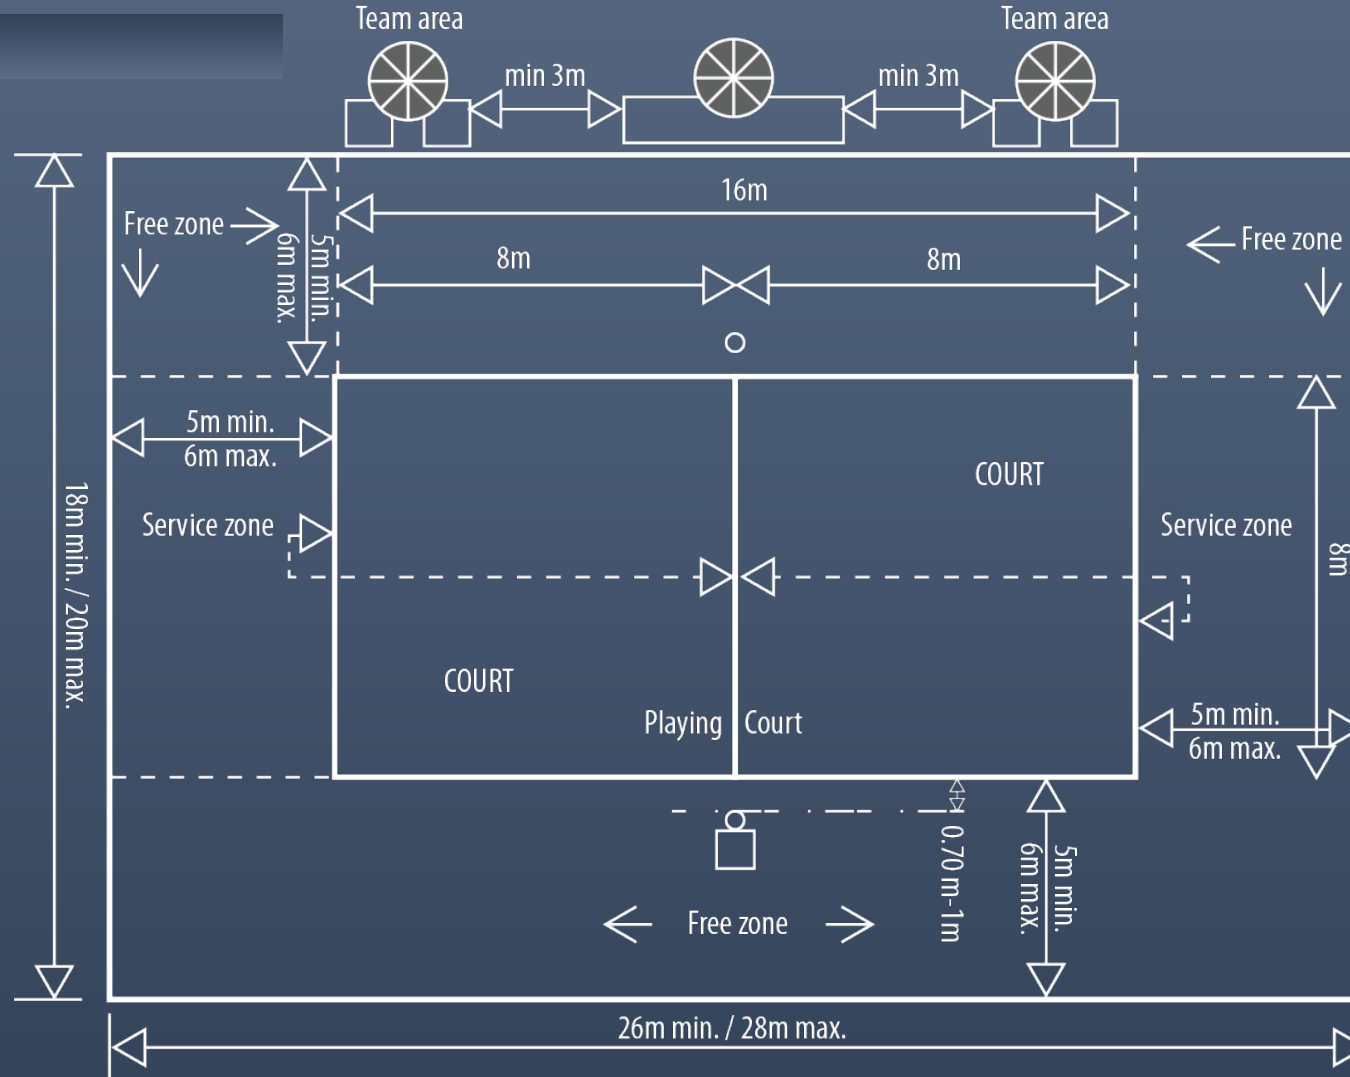 Team area
Team area
min 3m
min 3m
16m
Free zone
5m min.
6m max.
Free zone
8m
8m
5m min.
6m max.
COURT
Service zone
Service zone
18m min. / 20m max.
8m
COURT
Playing
Court
5m min.
6m max.
0.70 m-1m
5m min.
6m max.
Free zone
26m min. / 28m max.